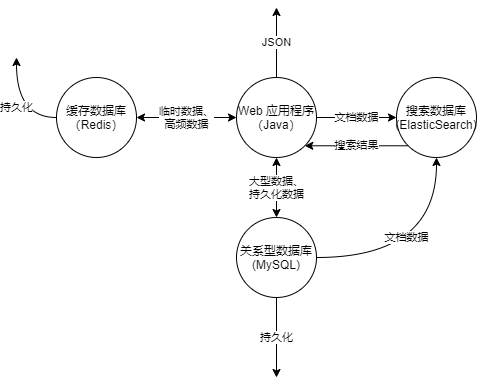 JSON
持久化
缓存数据库
（Redis）
临时数据、
高频数据
Web 应用程序
（Java）
文档数据
搜索结果
搜索数据库
(ElasticSearch)
大型数据、
持久化数据
关系型数据库
(MySQL)
文档数据
持久化